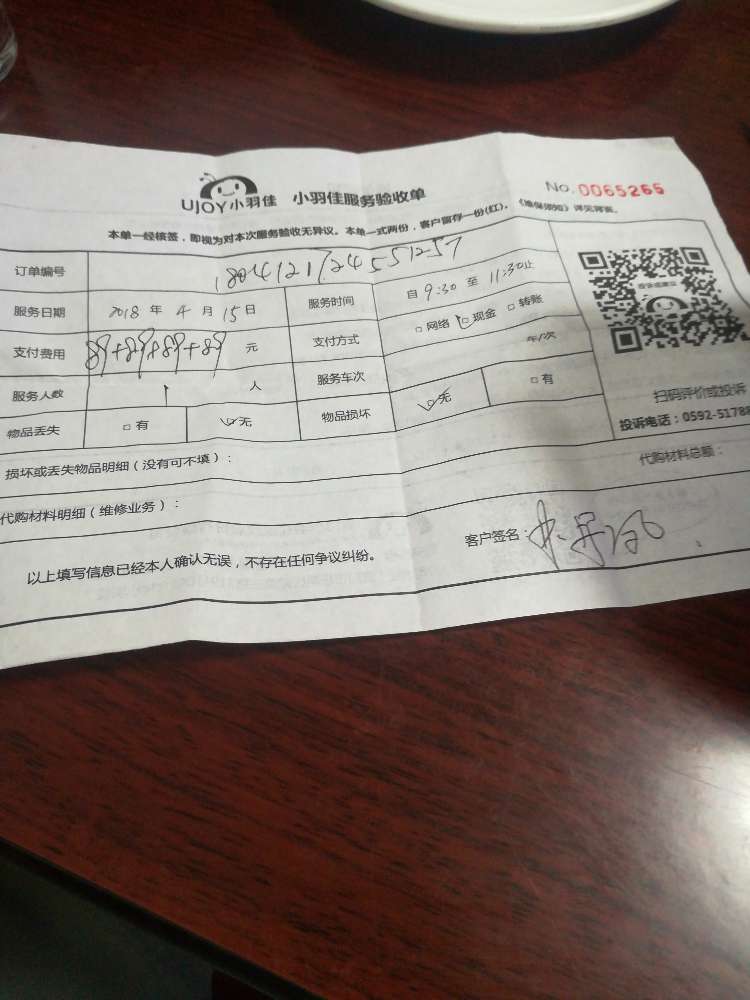 UJOY小羽佳 小羽佳服务验收单 No.0065265
本单一经核签，即视为对本次服务验收无异议。本单一式两份，客户留存一份(红)。《维保须知》详见背面。
订单编号 1804121724551257
服务日期 2018 年 4 月 15 日 服务时间 自 9:30 至 11:30止
支付费用 89+89+89+89 元 支付方式 □ 网络 ☑ 现金 □ 转账
服务人数 1 人 服务车次 车/次
物品丢失 □ 有 ☑ 无 物品损坏 ☑ 无 □ 有
投诉或建议
扫码评价或投诉
投诉电话：0592-51788
损坏或丢失物品明细（没有可不填）：
代购材料明细（维修业务）： 代购材料总额：
以上填写信息已经本人确认无误，不存在任何争议纠纷。 客户签名：